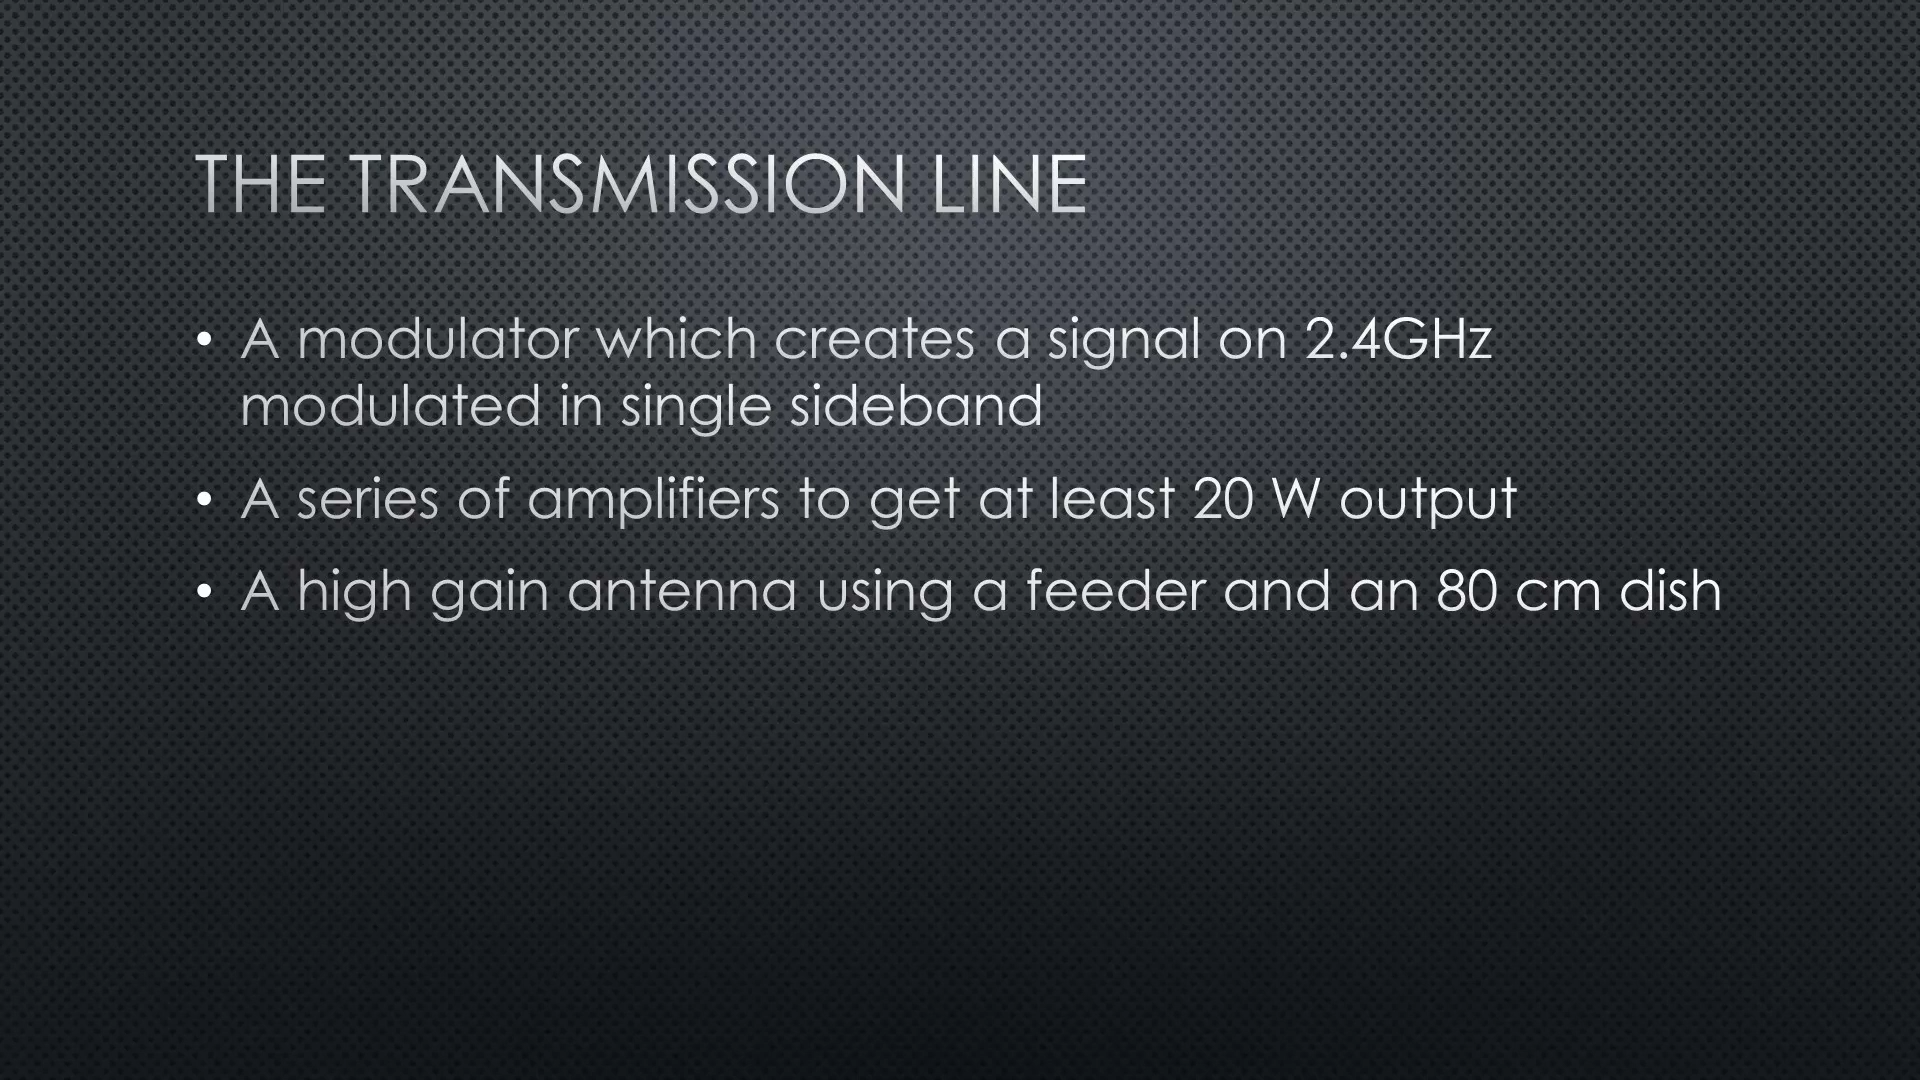 THE TRANSMISSION LINE
• A modulator which creates a signal on 2.4GHz
modulated in single sideband
• A series of amplifiers to get at least 20 W output
• A high gain antenna using a feeder and an 80 cm dish